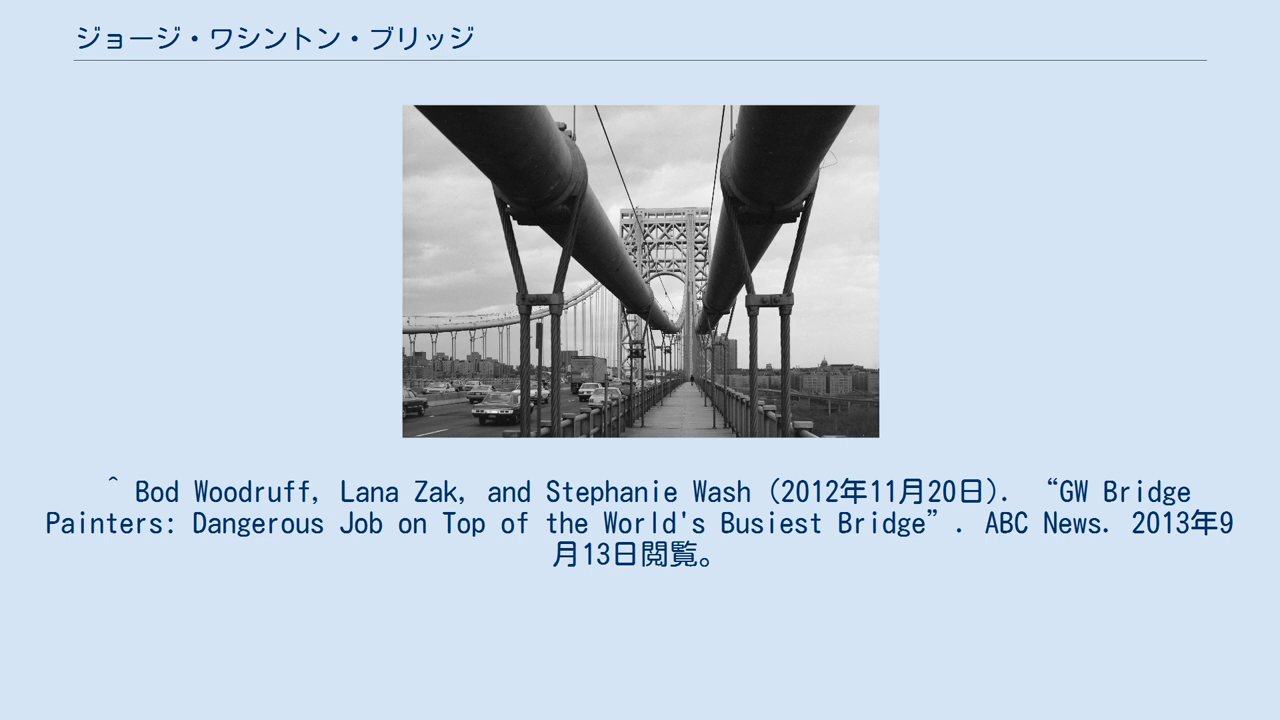 ジョージ・ワシントン・ブリッジ
^ Bod Woodruff, Lana Zak, and Stephanie Wash (2012年11月20日). “GW Bridge
Painters: Dangerous Job on Top of the World's Busiest Bridge”. ABC News. 2013年9
月13日閲覧。